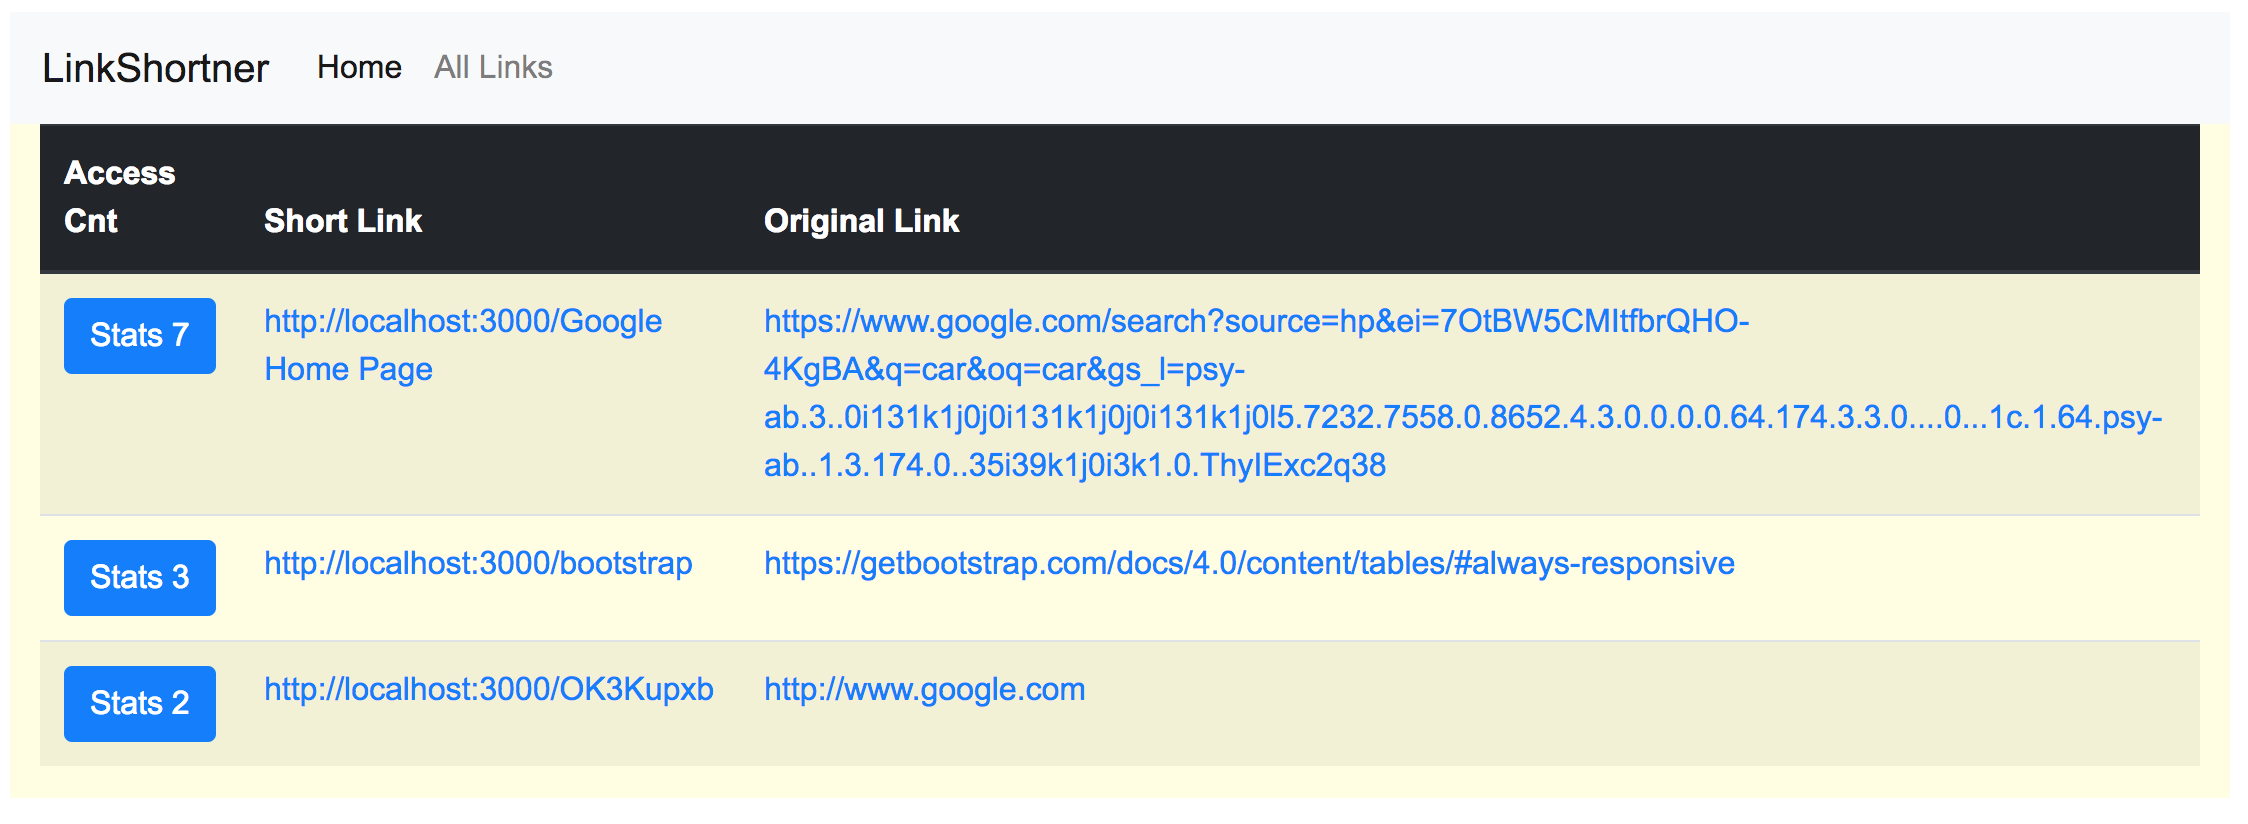 LinkShortner Home All Links
Access
Cnt Short Link Original Link
Stats 7 http://localhost:3000/Google https://www.google.com/search?source=hp&ei=7OtBW5CMItfbrQHO-
Home Page 4KgBA&q=car&oq=car&gs_l=psy-
ab.3..0i131k1j0j0i131k1j0j0i131k1j0l5.7232.7558.0.8652.4.3.0.0.0.0.64.174.3.3.0....0...1c.1.64.psy-
ab..1.3.174.0..35i39k1j0i3k1.0.ThyIExc2q38
Stats 3 http://localhost:3000/bootstrap https://getbootstrap.com/docs/4.0/content/tables/#always-responsive
Stats 2 http://localhost:3000/OK3Kupxb http://www.google.com